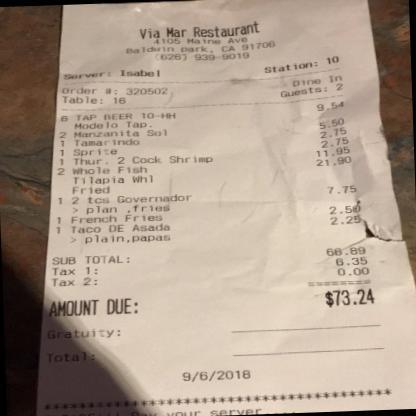 Via Mar Restaurant
4105 Maine Ave
Baldwin park, CA 91706
(626) 939-9019
Server: Isabel Station: 10
Order #: 320502 Dine In
Table: 16 Guests: 2
6 TAP BEER 10-HH 9.54
Modelo Tap.
2 Manzanita Sol 5.50
1 Tamarindo 2.75
1 Sprite 2.75
1 Thur. 2 Cock Shrimp 11.95
2 Whole Fish 21.90
Tilapia Whl
Fried
1 2 tcs Governador 7.75
> plan ,fries
1 French Fries 2.50
1 Taco DE Asada 2.25
> plain,papas
SUB TOTAL: 66.89
Tax 1: 6.35
Tax 2: 0.00
========
AMOUNT DUE: $73.24
Gratuity:
Total:
9/6/2018
your server